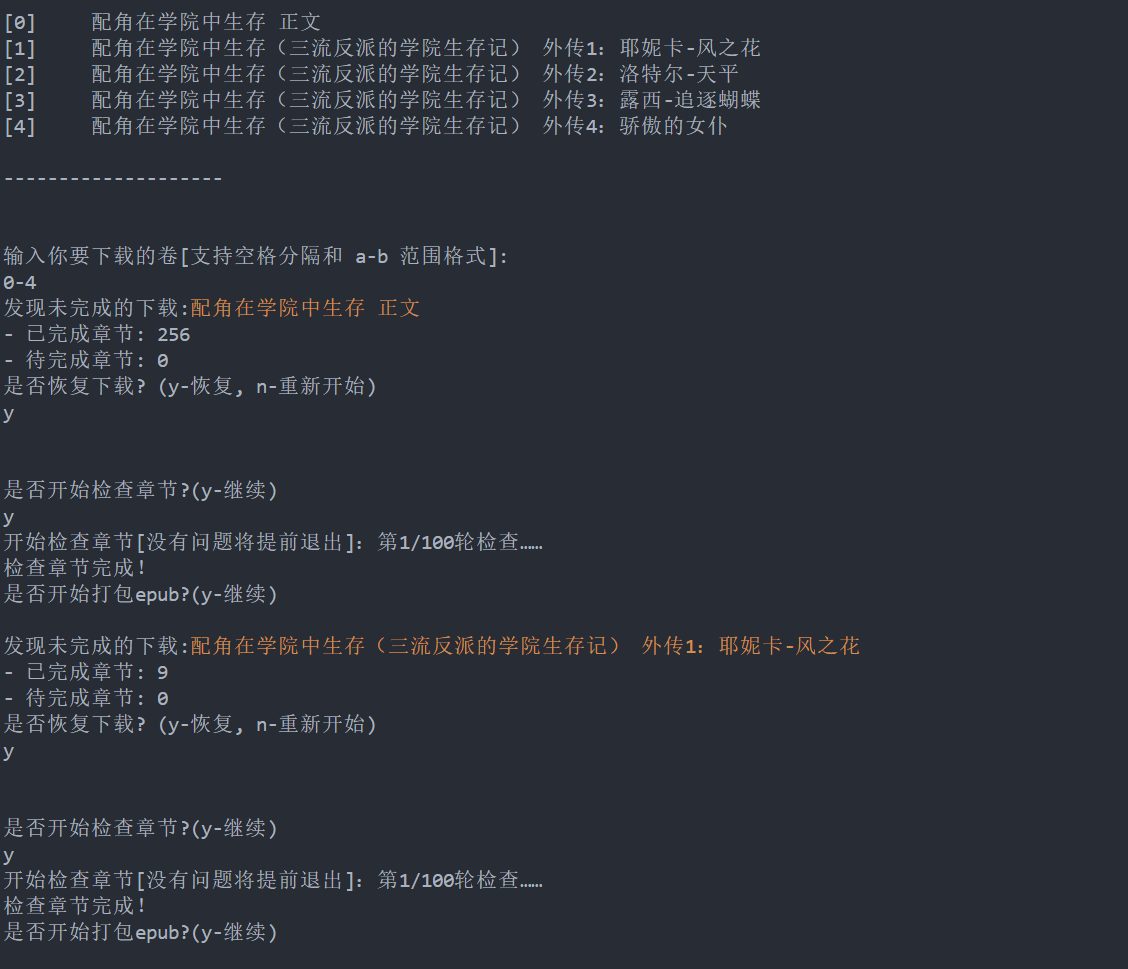 [0]     配角在学院中生存 正文
[1]     配角在学院中生存（三流反派的学院生存记） 外传1：耶妮卡-风之花
[2]     配角在学院中生存（三流反派的学院生存记） 外传2：洛特尔-天平
[3]     配角在学院中生存（三流反派的学院生存记） 外传3：露西-追逐蝴蝶
[4]     配角在学院中生存（三流反派的学院生存记） 外传4：骄傲的女仆
--------------------
输入你要下载的卷[支持空格分隔和 a-b 范围格式]:
0-4
发现未完成的下载:配角在学院中生存 正文
- 已完成章节: 256
- 待完成章节: 0
是否恢复下载? (y-恢复, n-重新开始)
y
是否开始检查章节?(y-继续)
y
开始检查章节[没有问题将提前退出]: 第1/100轮检查……
检查章节完成!
是否开始打包epub?(y-继续)
发现未完成的下载:配角在学院中生存（三流反派的学院生存记） 外传1：耶妮卡-风之花
- 已完成章节: 9
- 待完成章节: 0
是否恢复下载? (y-恢复, n-重新开始)
y
是否开始检查章节?(y-继续)
y
开始检查章节[没有问题将提前退出]: 第1/100轮检查……
检查章节完成!
是否开始打包epub?(y-继续)